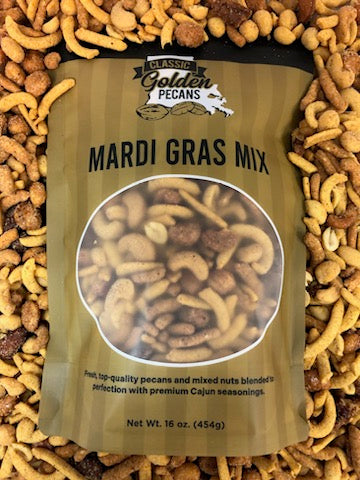 CLASSIC
Golden
PECANS
MARDI GRAS MIX
Fresh, top-quality pecans and mixed nuts blended to
perfection with premium Cajun seasonings.
Net Wt. 16 oz. (454g)